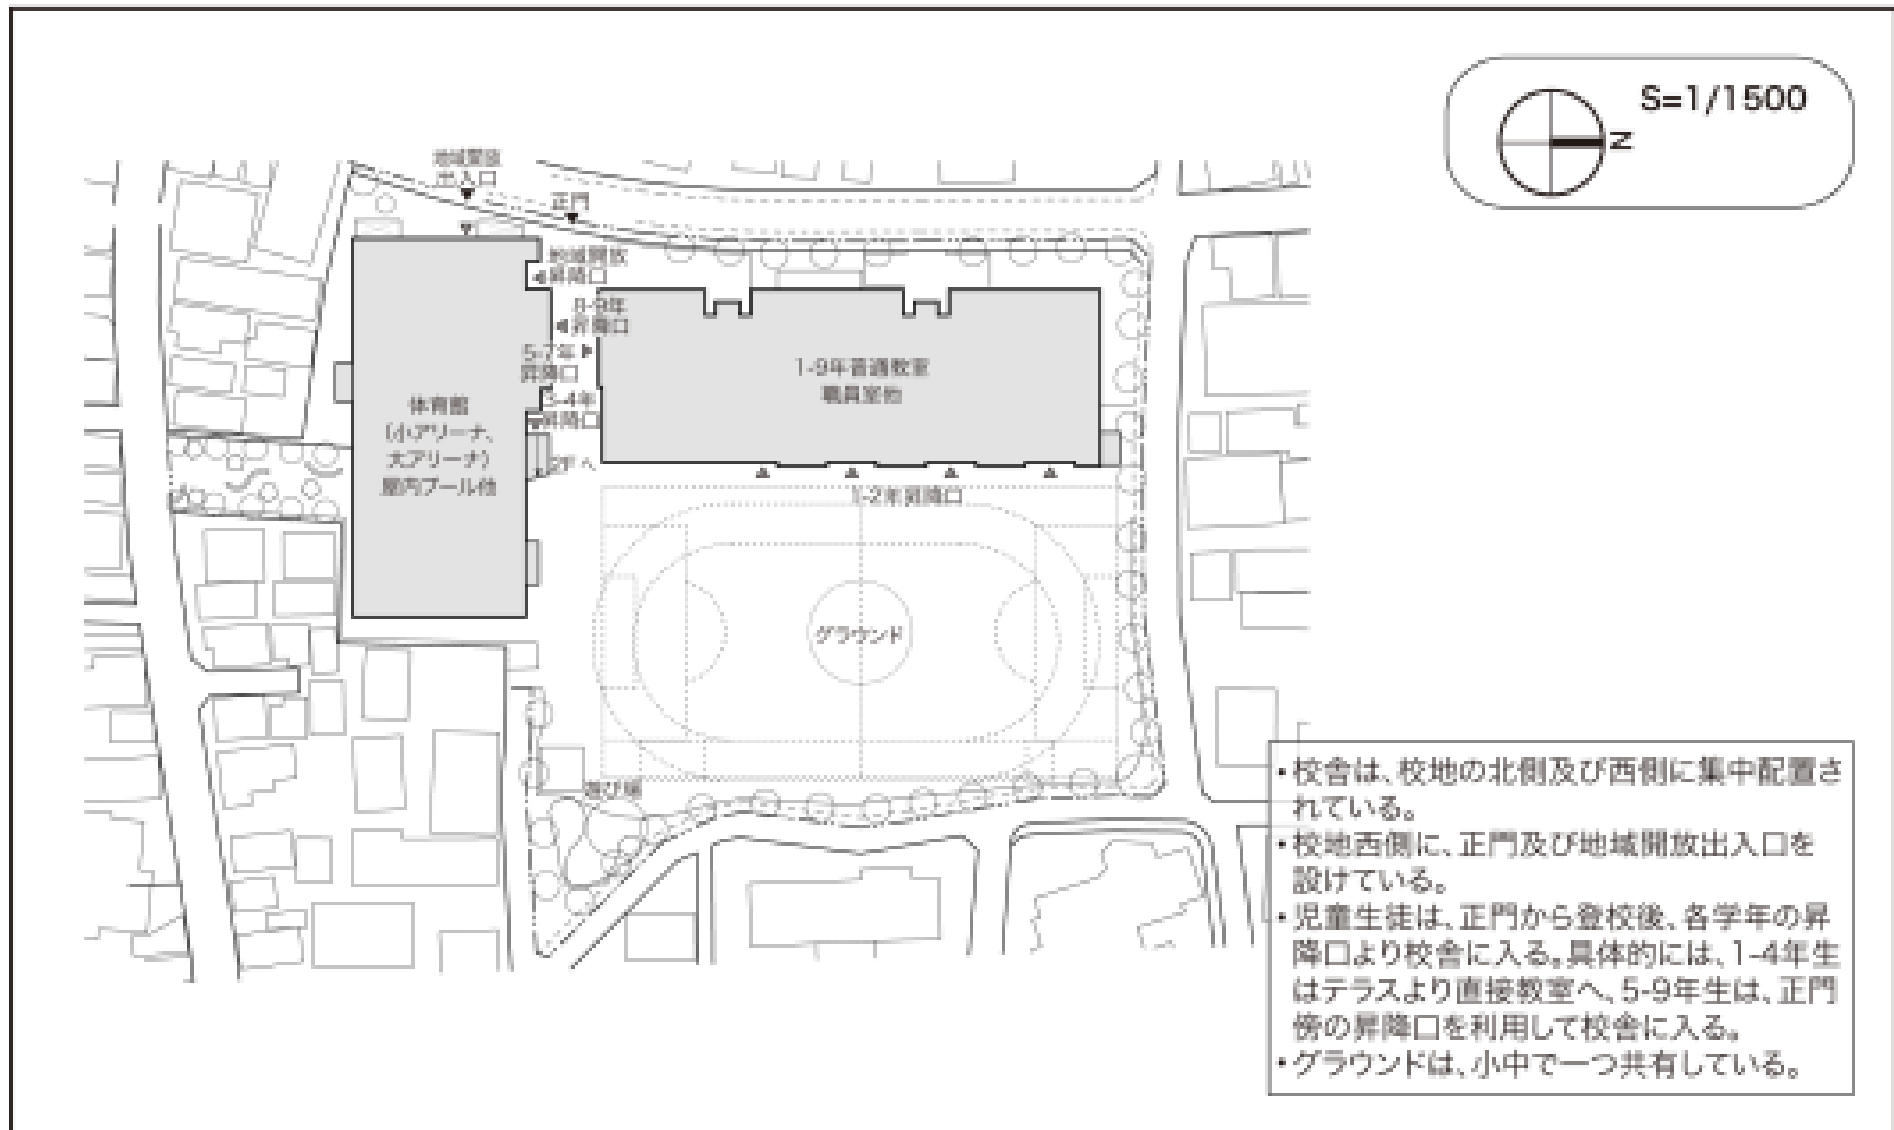 S=1/1500
N
地域開放
出入口
正門
地域開放
昇降口
8-9年
昇降口
5-7年
昇降口
3-4年
昇降口
2Fへ
1-9年普通教室
職員室他
体育館
(小アリーナ、
大アリーナ)
屋内プール他
1-2年昇降口
グラウンド
遊び場
・校舎は、校地の北側及び西側に集中配置さ
れている。
・校地西側に、正門及び地域開放出入口を
設けている。
・児童生徒は、正門から登校後、各学年の昇
降口より校舎に入る。具体的には、1-4年生
はテラスより直接教室へ、5-9年生は、正門
傍の昇降口を利用して校舎に入る。
・グラウンドは、小中で一つ共有している。